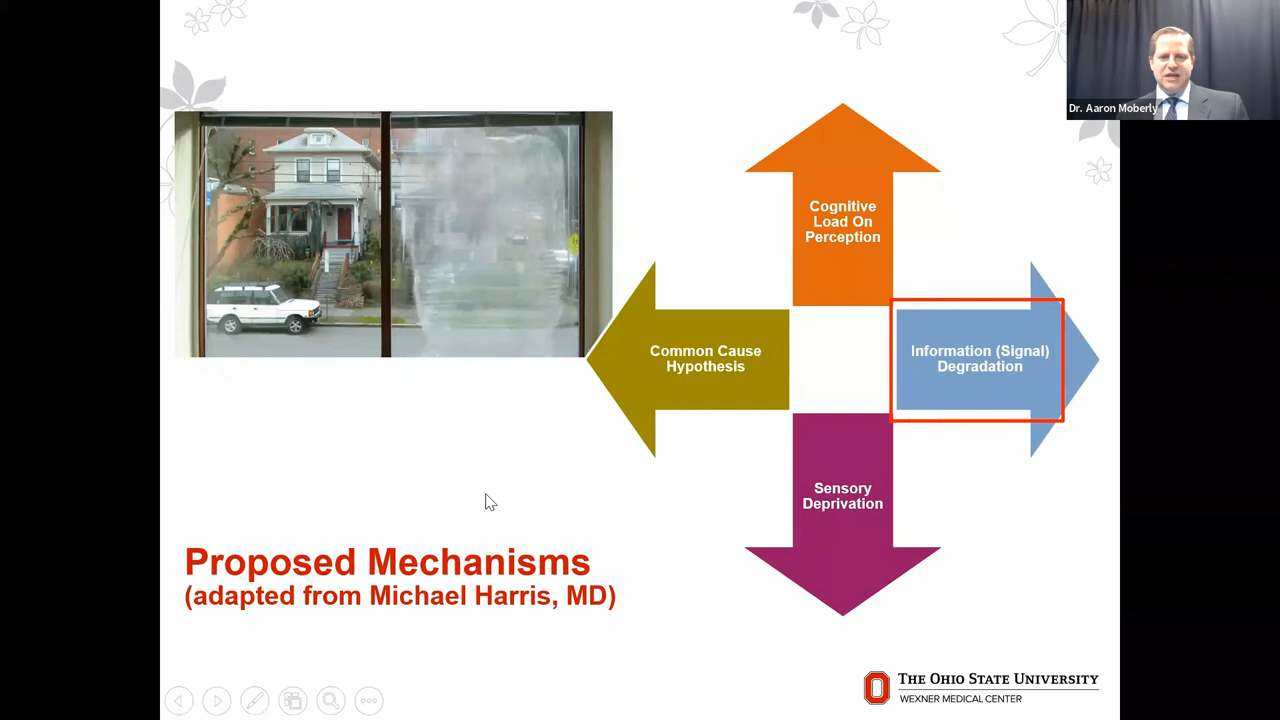 Dr. Aaron Moberly
Cognitive
Load On
Perception
Common Cause
Hypothesis
Information (Signal)
Degradation
Sensory
Deprivation
Proposed Mechanisms
(adapted from Michael Harris, MD)
THE OHIO STATE UNIVERSITY
WEXNER MEDICAL CENTER